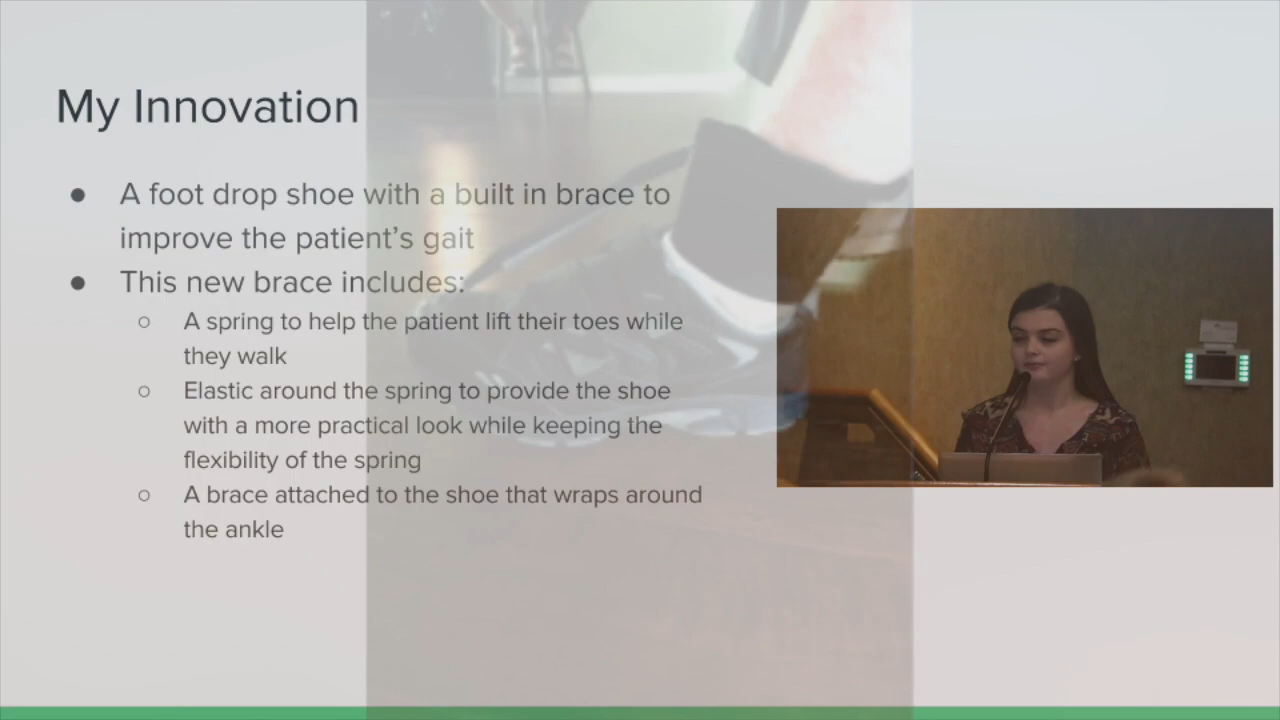 My Innovation
● A foot drop shoe with a built in brace to
improve the patient's gait
● This new brace includes:
○ A spring to help the patient lift their toes while
they walk
○ Elastic around the spring to provide the shoe
with a more practical look while keeping the
flexibility of the spring
○ A brace attached to the shoe that wraps around
the ankle